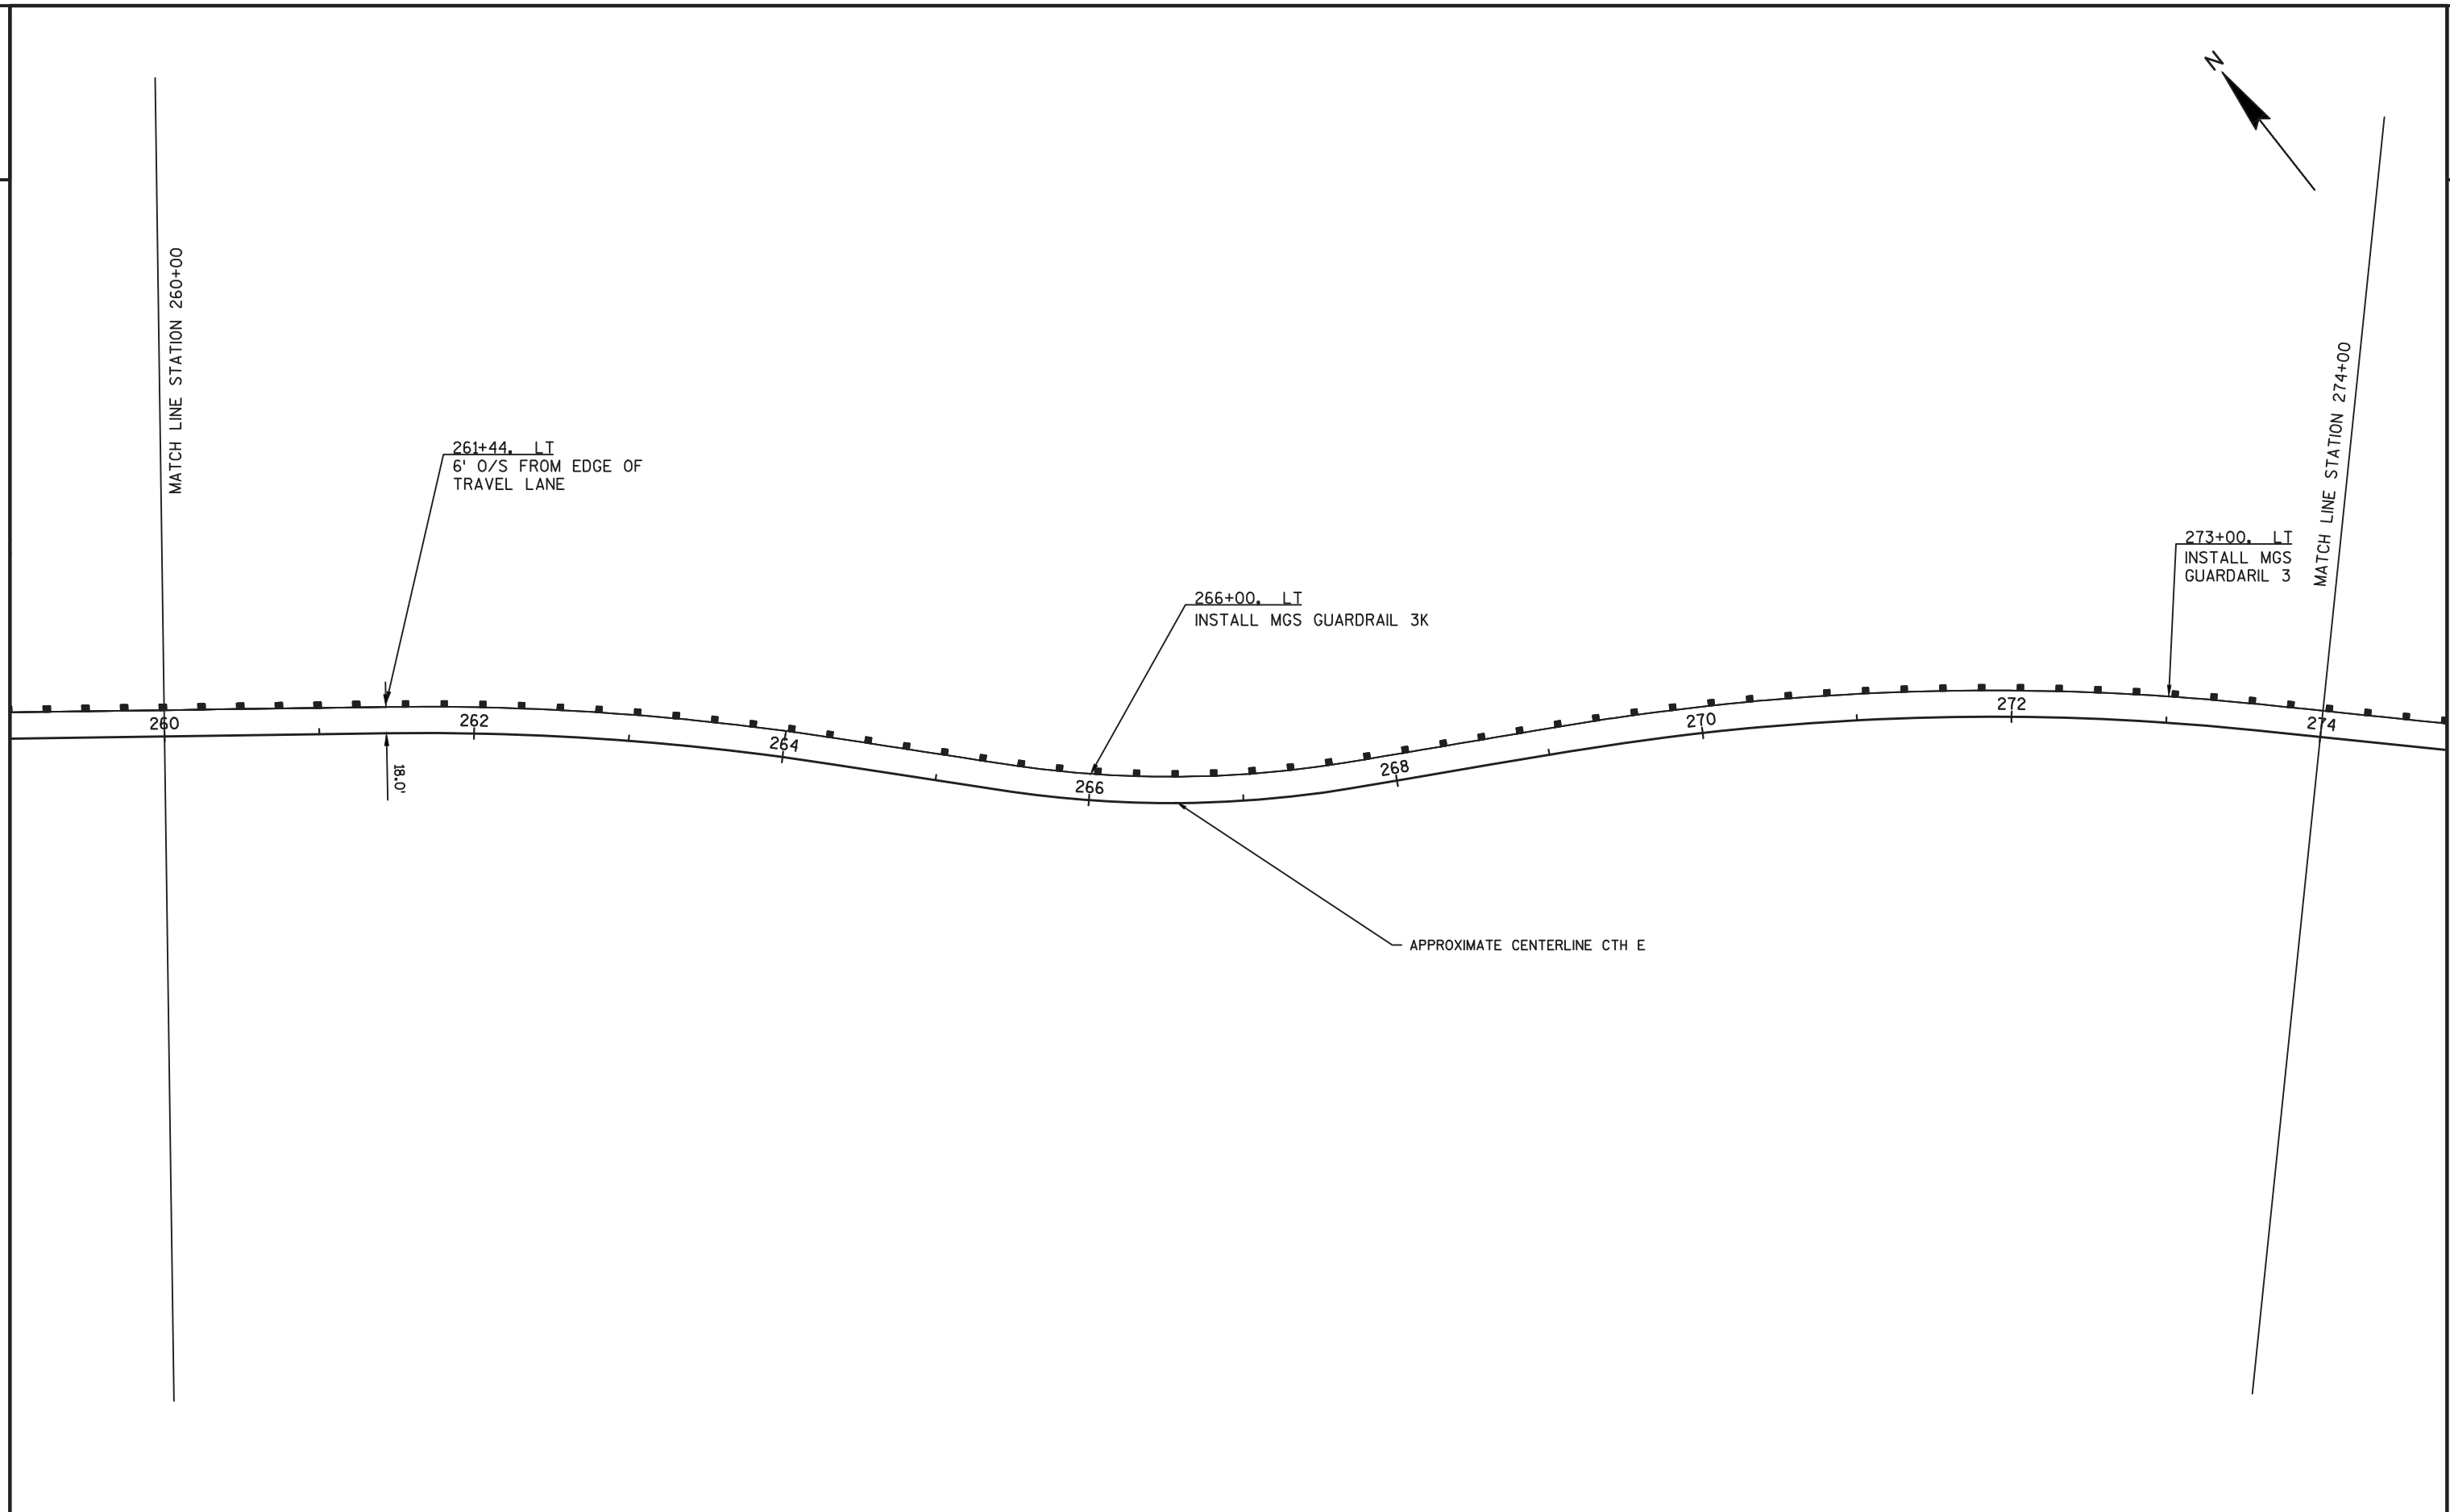 N
MATCH LINE STATION 260+00
MATCH LINE STATION 274+00
261+44. LT
6' O/S FROM EDGE OF
TRAVEL LANE
273+00. LT
INSTALL MGS
GUARDARIL 3
266+00. LT
INSTALL MGS GUARDRAIL 3K
260
262
264
266
268
270
272
274
18.0'
APPROXIMATE CENTERLINE CTH E